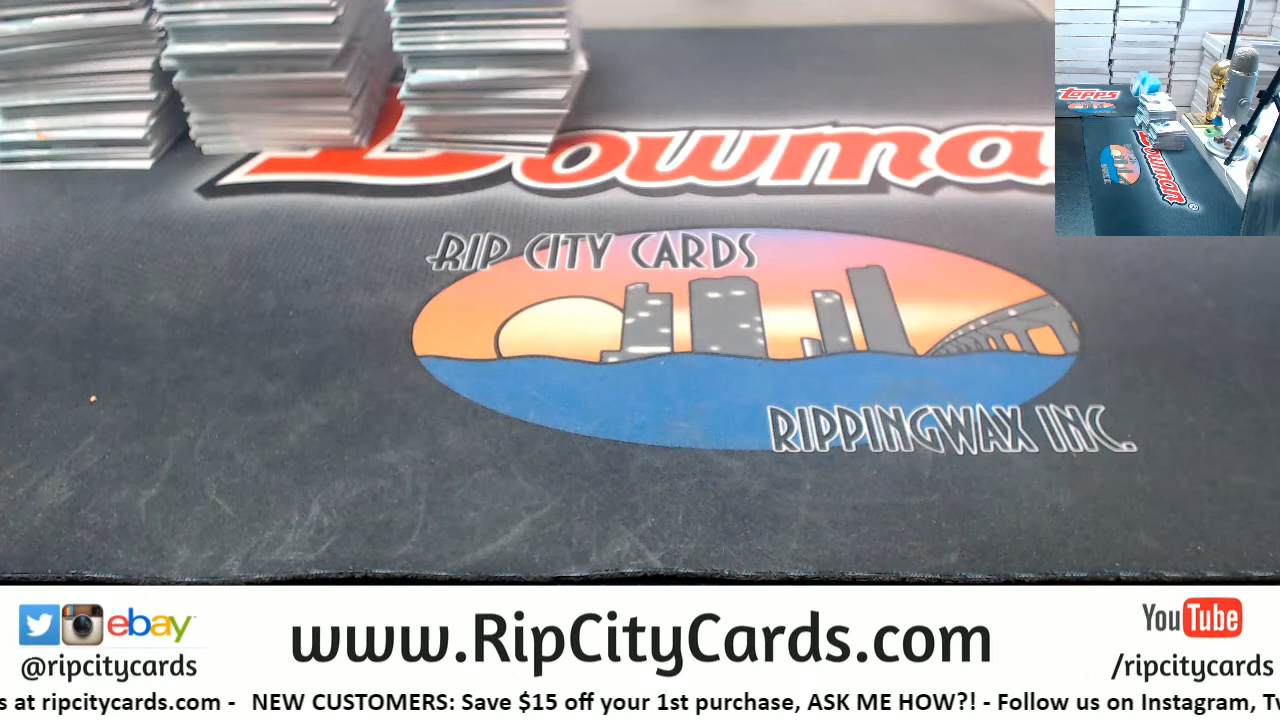 Bowma
RIP CITY CARDS
RIPPINGWAX INC.
Topps
Bowman
ebay
@ripcitycards
www.RipCityCards.com
YouTube
/ripcitycards
s at ripcitycards.com - NEW CUSTOMERS: Save $15 off your 1st purchase, ASK ME HOW?! - Follow us on Instagram, Tw